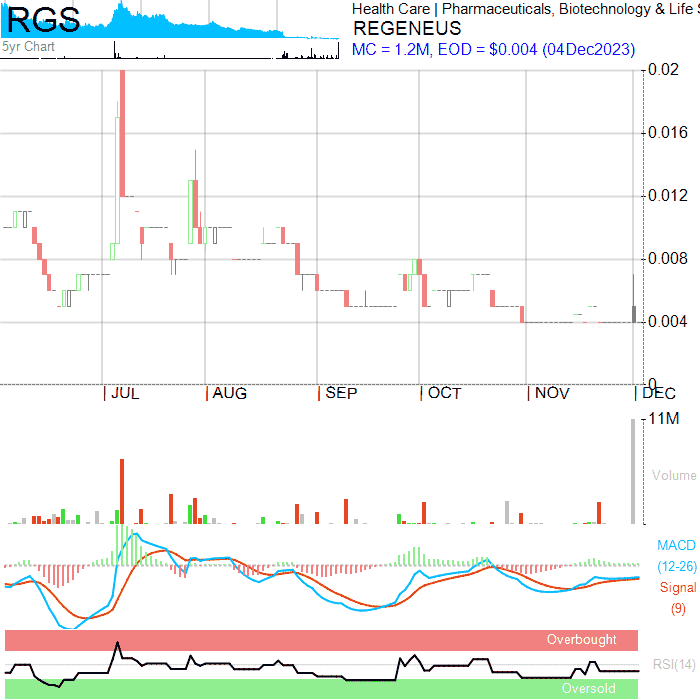 RGS
5yr Chart
Health Care | Pharmaceuticals, Biotechnology & Life S
REGENEUS
MC = 1.2M, EOD = $0.004 (04Dec2023)
0.02
0.016
0.012
0.008
0.004
0
JUL AUG SEP OCT NOV DEC
11M
Volume
MACD
(12-26)
Signal
(9)
Overbought
RSI(14)
Oversold